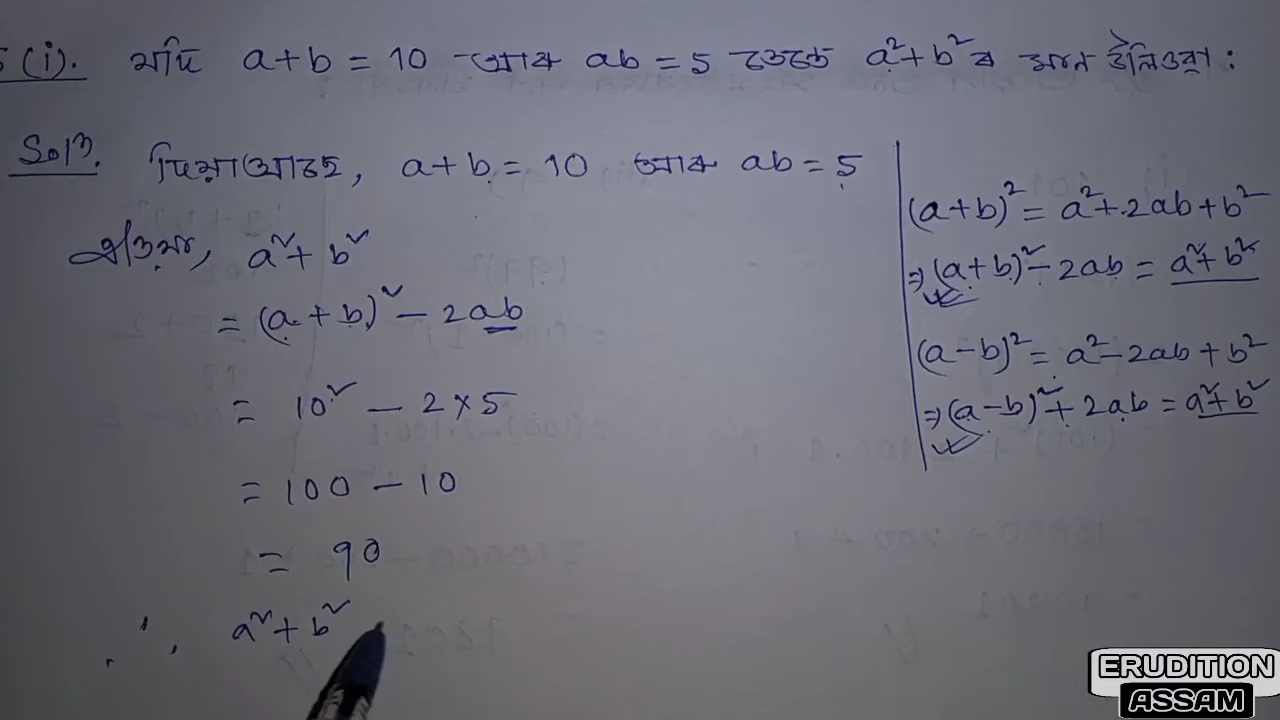 5(i). যদি a+b = 10 আৰু ab = 5 তেন্তে a²+b² ৰ মান উলিওৱা :
Solⁿ. দিয়া আছে, a+b = 10 আৰু ab = 5
এতিয়া, a²+b²
= (a+b)² - 2ab
= 10² - 2×5
= 100 - 10
= 90
∴ a²+b²
(a+b)² = a²+2ab+b²
⇒ (a+b)² - 2ab = a²+b²
(a-b)² = a²-2ab+b²
⇒ (a-b)² + 2ab = a²+b²
ERUDITION
ASSAM